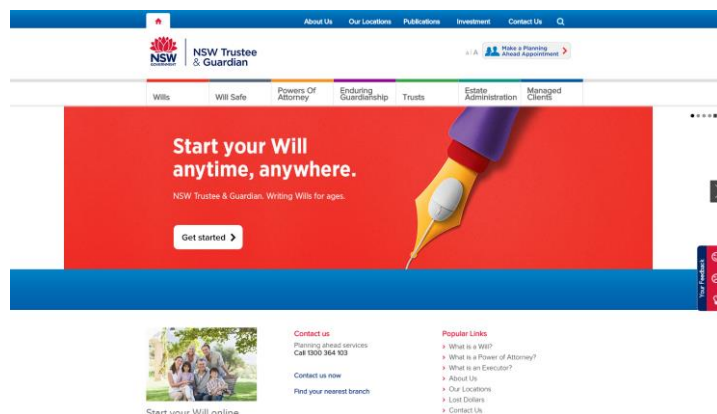 About Us Our Locations Publications Investment Contact Us
NSW
GOVERNMENT
NSW Trustee
& Guardian
A
Make a Planning
Ahead Appointment
Wills
Will Safe
Powers Of
Attorney
Enduring
Guardianship
Trusts
Estate
Administration
Managed
Clients
Start your Will
anytime, anywhere.
NSW Trustee & Guardian. Writing Wills for ages.
Get started
Your Feedback
Contact us
Planning ahead services
Call 1300 364 103
Contact us now
Find your nearest branch
Popular Links
What is a Will?
What is a Power of Attorney?
What is an Executor?
About Us
Our Locations
Lost Dollars
Contact Us
Start your Will online